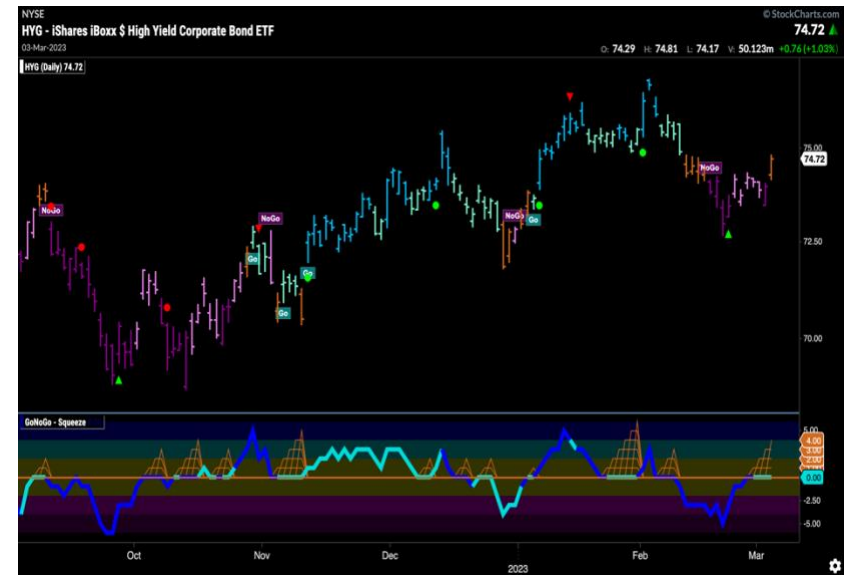 NYSE
© StockCharts.com
HYG - iShares iBoxx $ High Yield Corporate Bond ETF
74.72
03-Mar-2023
O: 74.29 H: 74.81 L: 74.17 V: 50.123m +0.76 (+1.03%)
HYG (Daily) 74.72
75.00
74.72
NoGo
NoGo
NoGo
NoGo
Go
72.50
Go
Go
Go
70.00
GoNoGo - Squeeze
5.00
4.00
3.00
2.00
0.00
-2.50
-5.00
Oct
Nov
Dec
2023
Feb
Mar